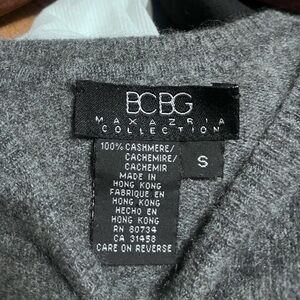 BCBG
MAXAZRIA
COLLECTION
100% CASHMERE/
CACHEMIRE/
CACHEMIR
S
MADE IN
HONG KONG
FABRIQUE EN
HONG KONG
HECHO EN
HONG KONG
RN 80734
CA 31458
CARE ON REVERSE